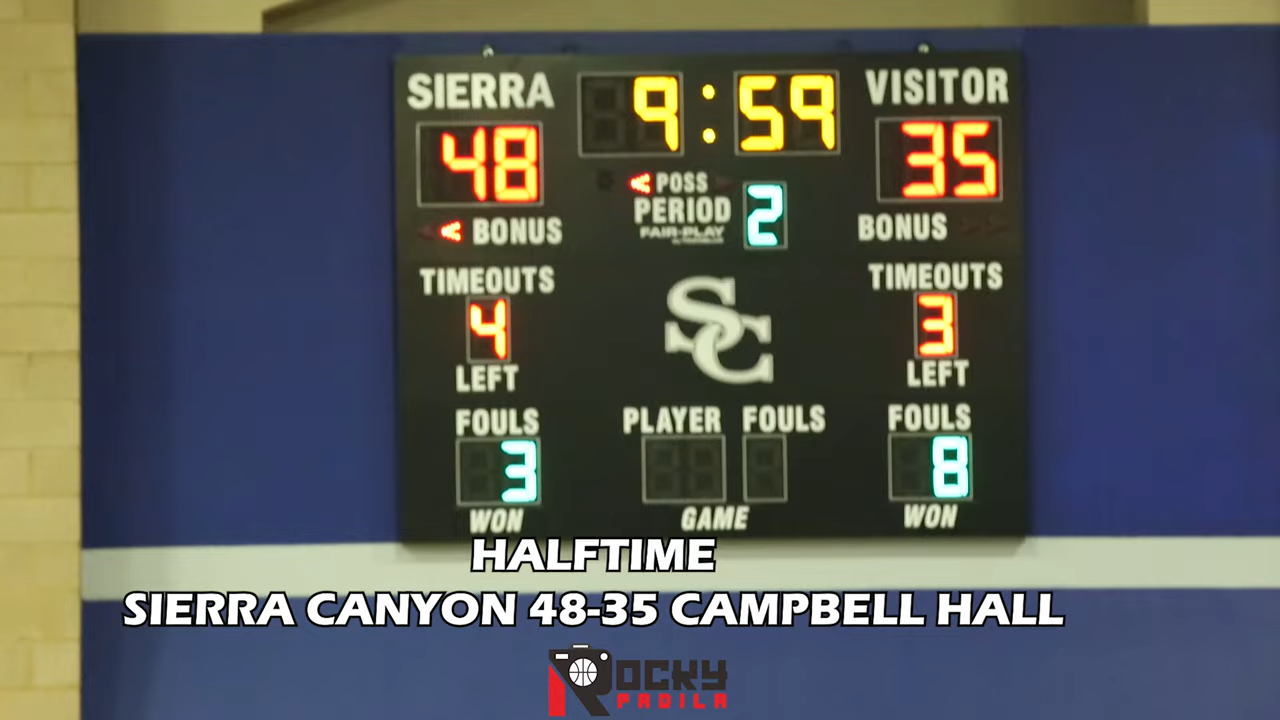 SIERRA 9:59 VISITOR
48 POSS 35
PERIOD 2
BONUS FAIR-PLAY BONUS
TIMEOUTS SC TIMEOUTS
4 3
LEFT LEFT
FOULS PLAYER FOULS FOULS
3 8
WON GAME WON
HALFTIME
SIERRA CANYON 48-35 CAMPBELL HALL
ROCKY
PADILA